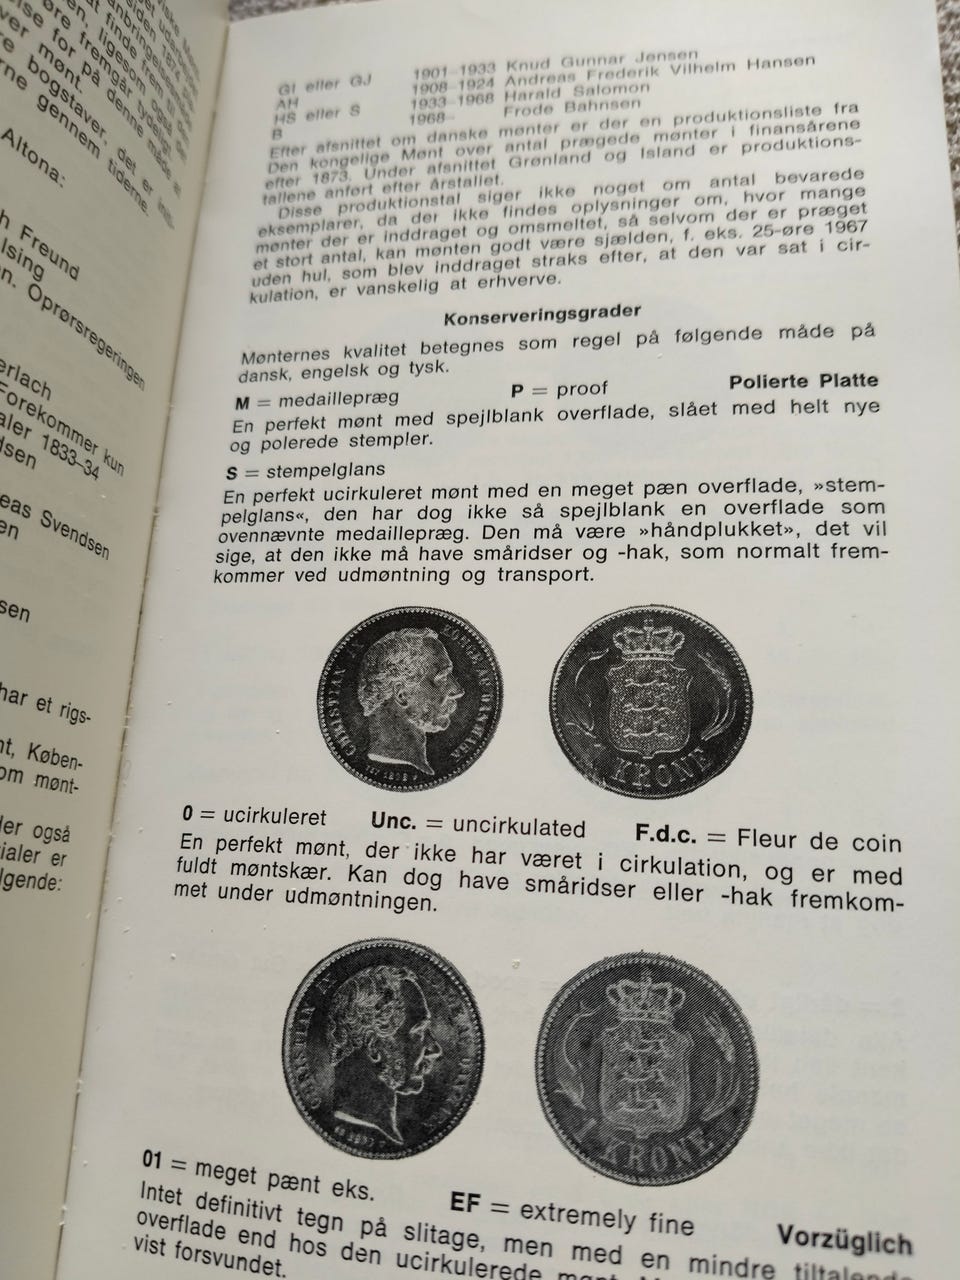 Altona:
h Freund
lsing
n. Oprørsregeringen
erlach
Forekommer kun
aler 1833-34
dsen
eas Svendsen
en
sen
har et rigs-
nt, Køben-
om mønt-
ler også
ialer er
lgende:
GI eller GJ 1901-1933 Knud Gunnar Jensen
AH 1908-1924 Andreas Frederik Vilhelm Hansen
HS eller S 1933-1968 Harald Salomon
B 1968- Frode Bahnsen
Efter afsnittet om danske mønter er der en produktionsliste fra
Den kongelige Mønt over antal prægede mønter i finansårene
efter 1873. Under afsnittet Grønland og Island er produktions-
tallene anført efter årstallet.
Disse produktionstal siger ikke noget om antal bevarede
eksemplarer, da der ikke findes oplysninger om, hvor mange
mønter der er inddraget og omsmeltet, så selvom der er præget
et stort antal, kan mønten godt være sjælden, f. eks. 25-øre 1967
uden hul, som blev inddraget straks efter, at den var sat i cir-
kulation, er vanskelig at erhverve.
Konserveringsgrader
Mønternes kvalitet betegnes som regel på følgende måde på
dansk, engelsk og tysk.
M = medaillepræg P = proof Polierte Platte
En perfekt mønt med spejlblank overflade, slået med helt nye
og polerede stempler.
S = stempelglans
En perfekt ucirkuleret mønt med en meget pæn overflade, »stem-
pelglans«, den har dog ikke så spejlblank en overflade som
ovennævnte medaillepræg. Den må være »håndplukket», det vil
sige, at den ikke må have småridser og -hak, som normalt frem-
kommer ved udmøntning og transport.
CHRISTIAN IX KONGE AF DANMARK
1898
1 KRONE
0 = ucirkuleret Unc. = uncirkulated F.d.c. = Fleur de coin
En perfekt mønt, der ikke har været i cirkulation, og er med
fuldt møntskær. Kan dog have småridser eller -hak fremkom-
met under udmøntningen.
CHRISTIAN IX KONGE AF DANMARK
1 KRONE
01 = meget pænt eks. EF = extremely fine Vorzüglich
Intet definitivt tegn på slitage, men med en mindre tiltalende
overflade end hos den ucirkulerede
vist forsvundet.